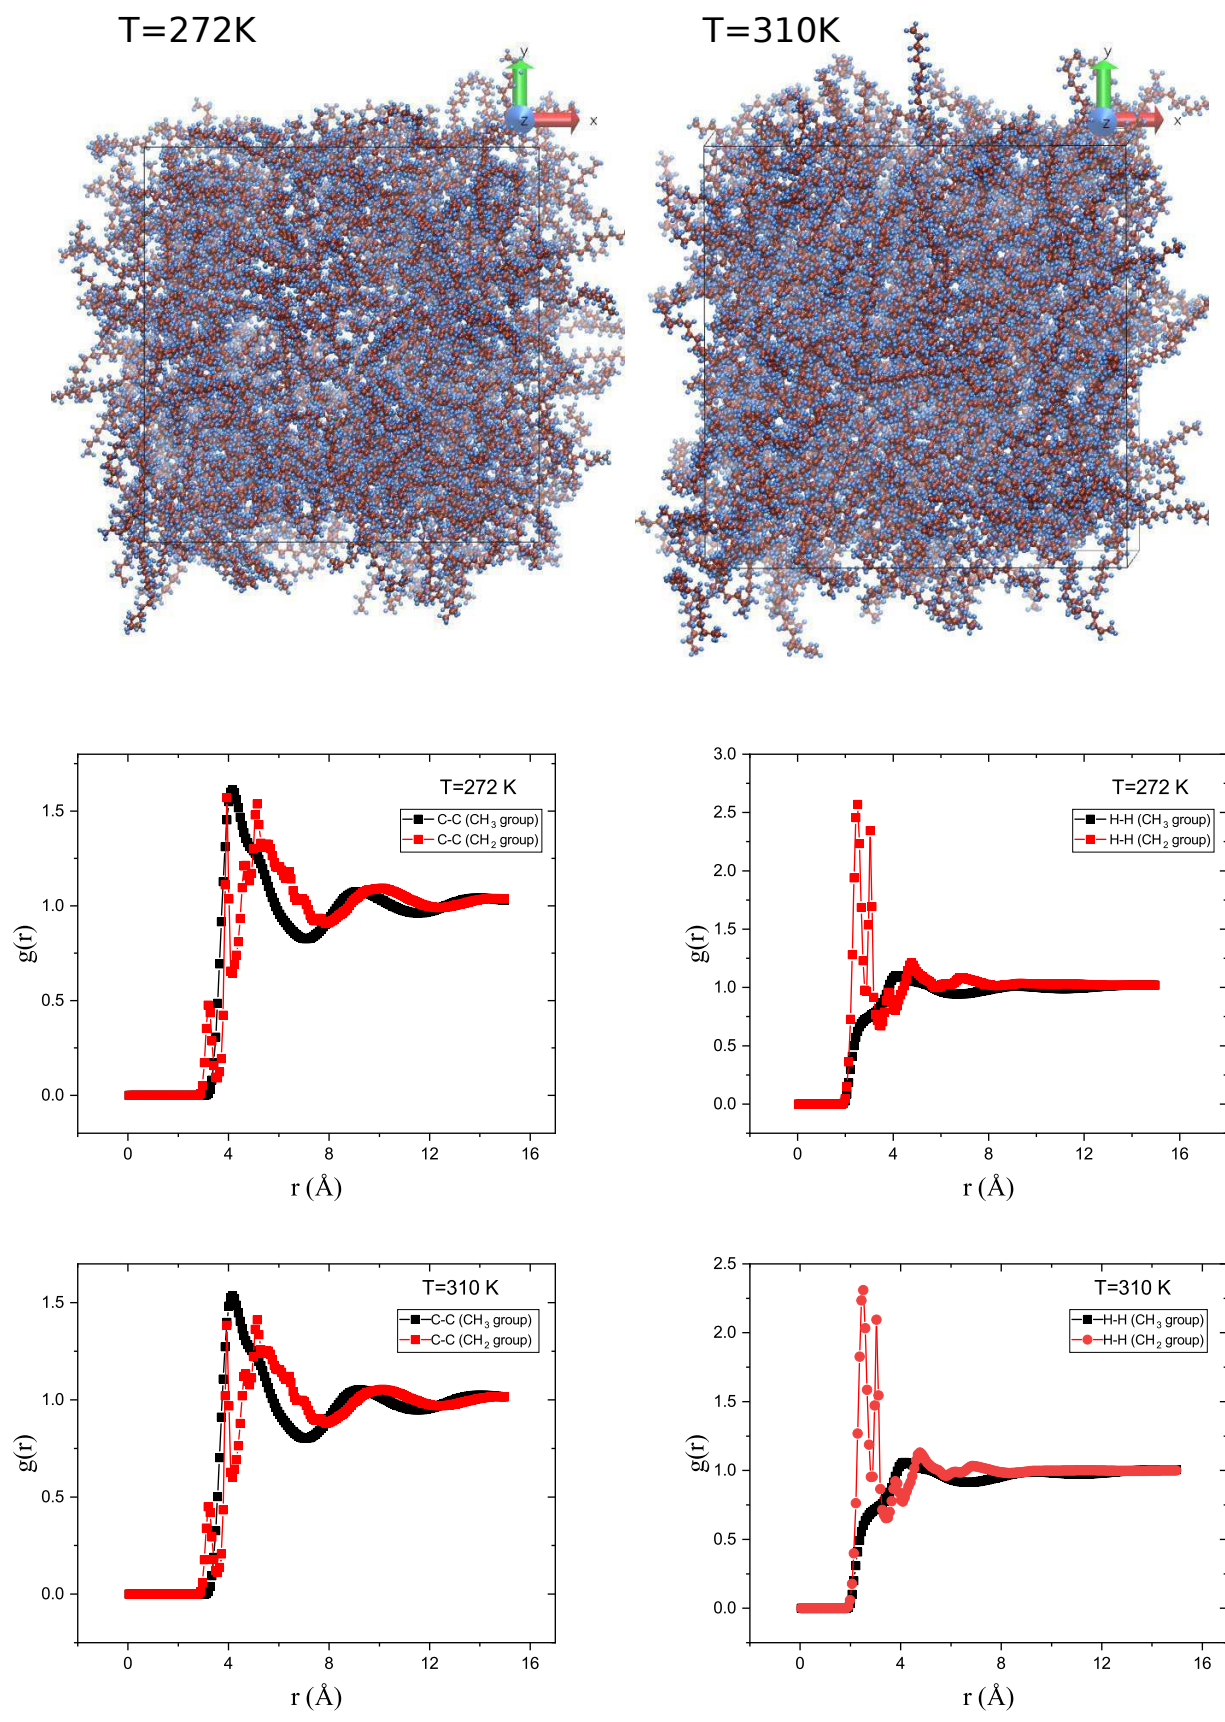 T=272K
T=310K
y
z
x
y
z
x
T=272 K
C-C (CH₃ group)
C-C (CH₂ group)
1.5
1.0
0.5
0.0
g(r)
0 4 8 12 16
r (Å)
T=272 K
H-H (CH₃ group)
H-H (CH₂ group)
3.0
2.5
2.0
1.5
1.0
0.5
0.0
g(r)
0 4 8 12 16
r (Å)
T=310 K
C-C (CH₃ group)
C-C (CH₂ group)
1.5
1.0
0.5
0.0
g(r)
0 4 8 12 16
r (Å)
T=310 K
H-H (CH₃ group)
H-H (CH₂ group)
2.5
2.0
1.5
1.0
0.5
0.0
g(r)
0 4 8 12 16
r (Å)